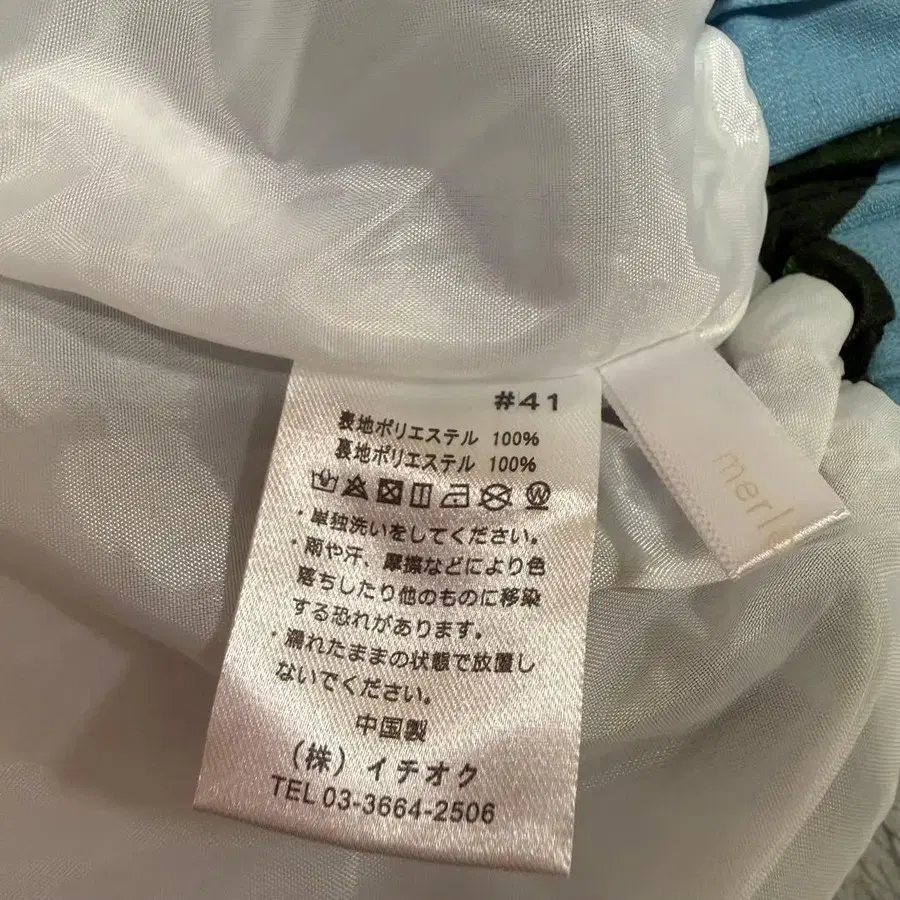 #41
表地ポリエステル 100%
裏地ポリエステル 100%
・単独洗いをしてください。
・雨や汗、摩擦などにより色
落ちしたり他のものに移染
する恐れがあります。
・濡れたままの状態で放置し
ないでください。
中国製
(株) イチオク
TEL 03-3664-2506